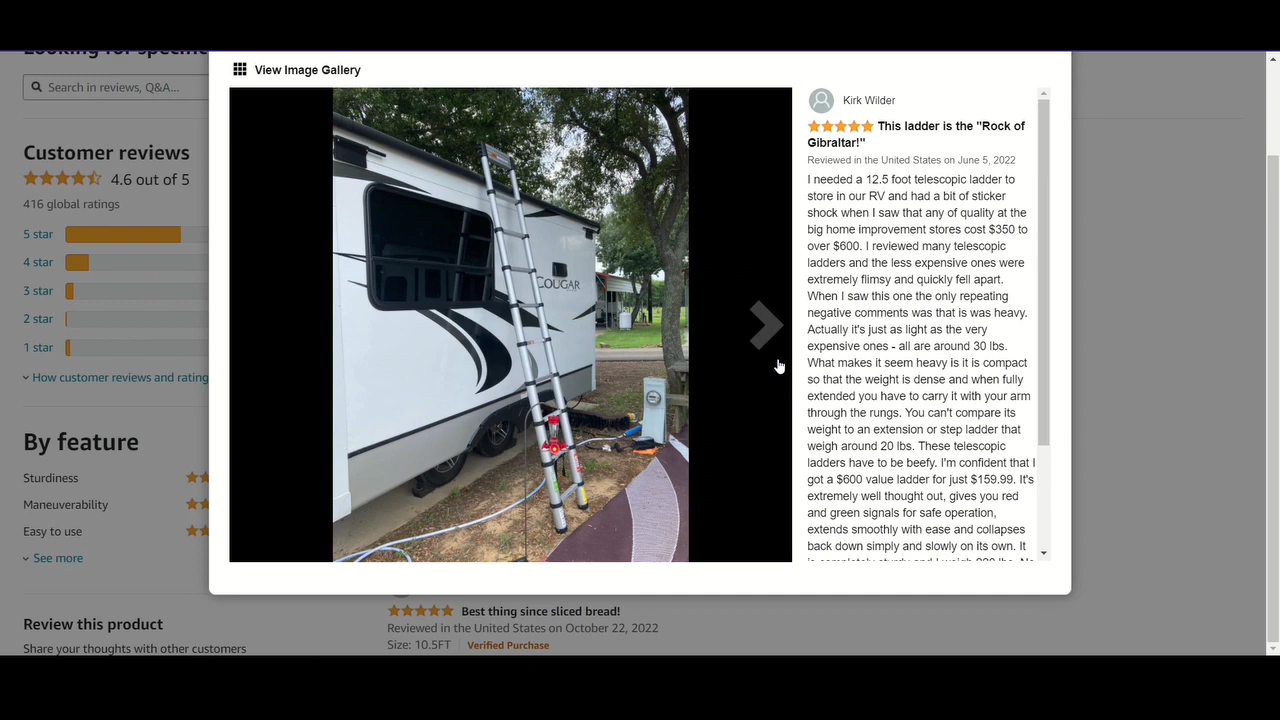 Looking for specific
View Image Gallery
Search in reviews, Q&A...
Customer reviews
4.6 out of 5
416 global ratings
5 star
4 star
3 star
2 star
1 star
How customer reviews and rating
By feature
Sturdiness
Maneuverability
Easy to use
See more
Review this product
Share your thoughts with other customers
COUGAR
Kirk Wilder
This ladder is the "Rock of
Gibraltar!"
Reviewed in the United States on June 5, 2022
I needed a 12.5 foot telescopic ladder to
store in our RV and had a bit of sticker
shock when I saw that any of quality at the
big home improvement stores cost $350 to
over $600. I reviewed many telescopic
ladders and the less expensive ones were
extremely flimsy and quickly fell apart.
When I saw this one the only repeating
negative comments was that is was heavy.
Actually it's just as light as the very
expensive ones - all are around 30 lbs.
What makes it seem heavy is it is compact
so that the weight is dense and when fully
extended you have to carry it with your arm
through the rungs. You can't compare its
weight to an extension or step ladder that
weigh around 20 lbs. These telescopic
ladders have to be beefy. I'm confident that I
got a $600 value ladder for just $159.99. It's
extremely well thought out, gives you red
and green signals for safe operation,
extends smoothly with ease and collapses
back down simply and slowly on its own. It
is completely sturdy and I weigh
Best thing since sliced bread!
Reviewed in the United States on October 22, 2022
Size: 10.5FT
Verified Purchase